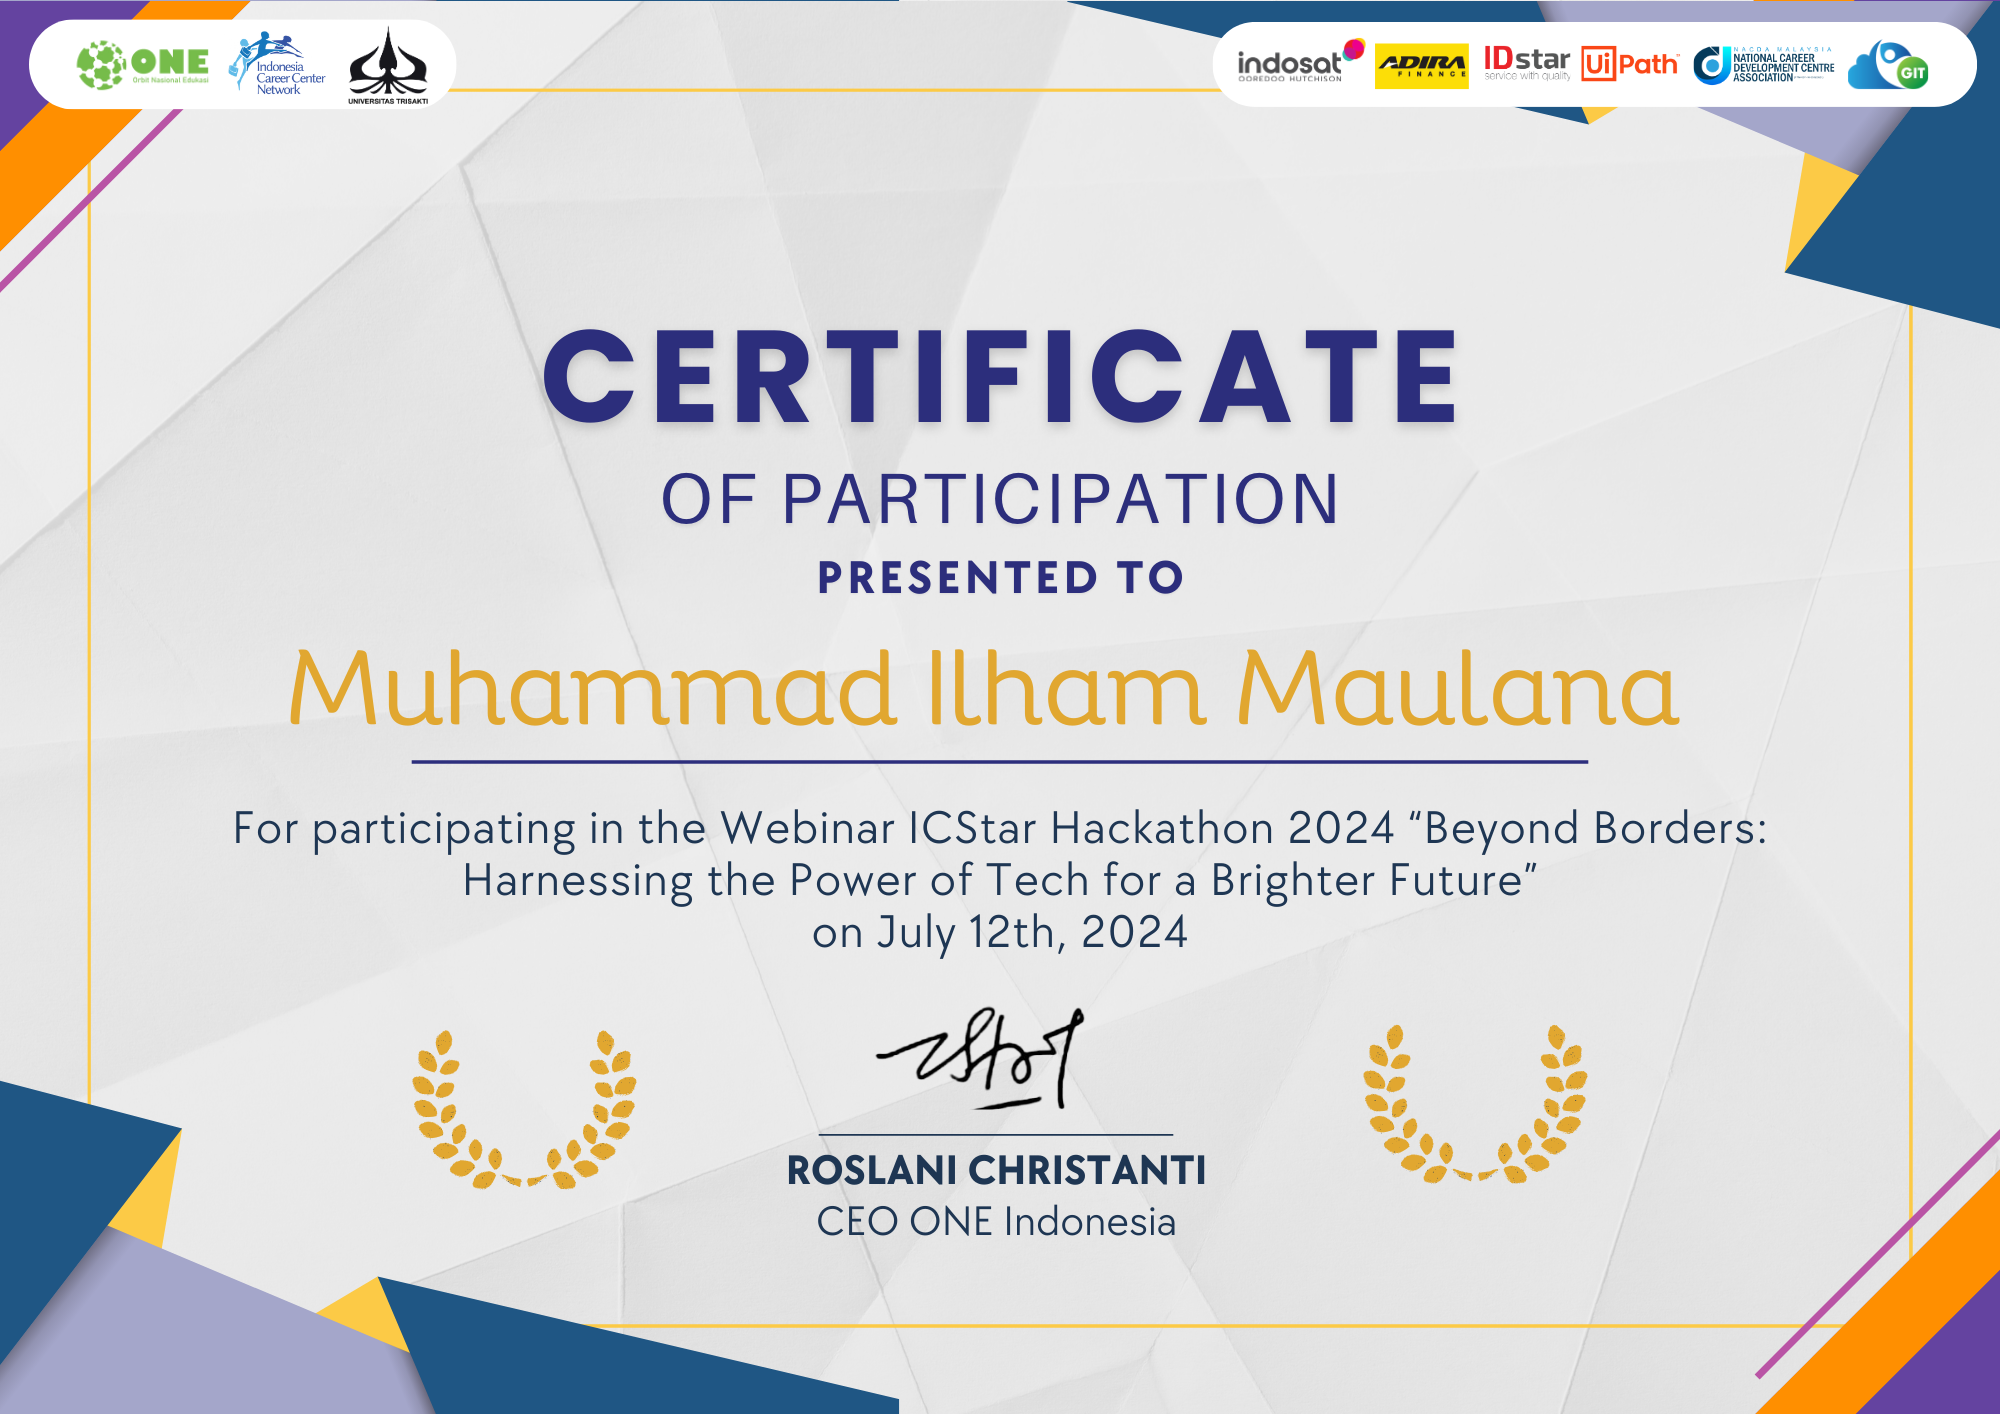 ONE
Orbit Nasional Edukasi
Indonesia
Career Center
Network
UNIVERSITAS TRISAKTI
indosat
OOREDOO HUTCHISON
ADIRA
FINANCE
IDstar
service with quality
UiPath
NACDA MALAYSIA
NATIONAL CAREER
DEVELOPMENT CENTRE
ASSOCIATION
GIT
CERTIFICATE
OF PARTICIPATION
PRESENTED TO
Muhammad Ilham Maulana
For participating in the Webinar ICStar Hackathon 2024 “Beyond Borders:
Harnessing the Power of Tech for a Brighter Future”
on July 12th, 2024
ROSLANI CHRISTANTI
CEO ONE Indonesia